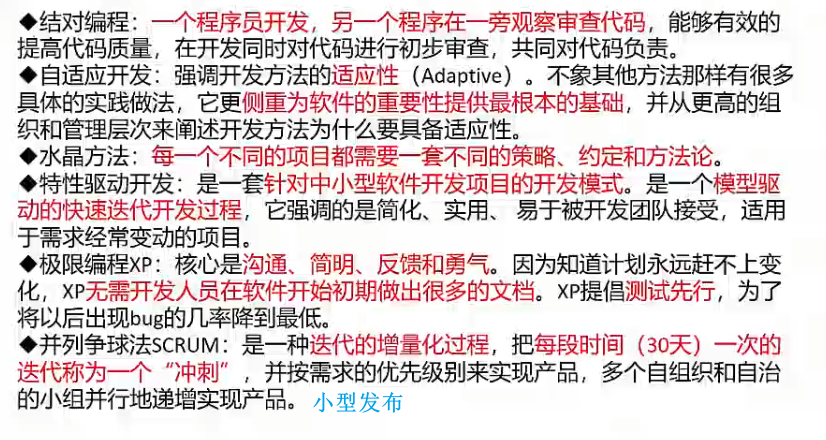 ◆结对编程：一个程序员开发，另一个程序在一旁观察审查代码，能够有效的
提高代码质量，在开发同时对代码进行初步审查，共同对代码负责。
◆自适应开发：强调开发方法的适应性（Adaptive）。不象其他方法那样有很多
具体的实践做法，它更侧重为软件的重要性提供最根本的基础，并从更高的组
织和管理层次来阐述开发方法为什么要具备适应性。
◆水晶方法：每一个不同的项目都需要一套不同的策略、约定和方法论。
◆特性驱动开发：是一套针对中小型软件开发项目的开发模式。是一个模型驱
动的快速迭代开发过程，它强调的是简化、实用、 易于被开发团队接受，适用
于需求经常变动的项目。
◆极限编程XP：核心是沟通、简明、反馈和勇气。因为知道计划永远赶不上变
化，XP无需开发人员在软件开始初期做出很多的文档。XP提倡测试先行，为了
将以后出现bug的几率降到最低。
◆并列争球法SCRUM：是一种迭代的增量化过程，把每段时间（30天）一次的
迭代称为一个“冲刺”，并按需求的优先级别来实现产品，多个自组织和自治
的小组并行地递增实现产品。 小型发布